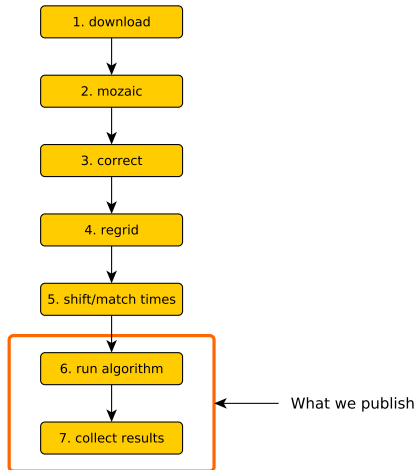 1. download
2. mozaic
3. correct
4. regrid
5. shift/match times
6. run algorithm
What we publish
7. collect results